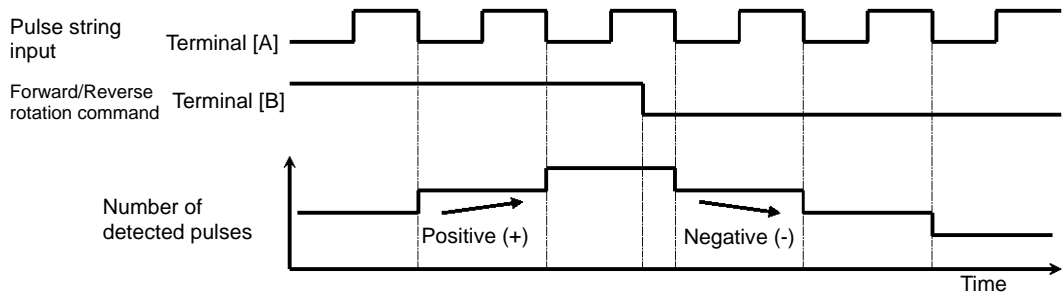 Pulse string
input
Terminal [A]
Forward/Reverse
rotation command
Terminal [B]
Number of
detected pulses
Positive (+)
Negative (-)
Time